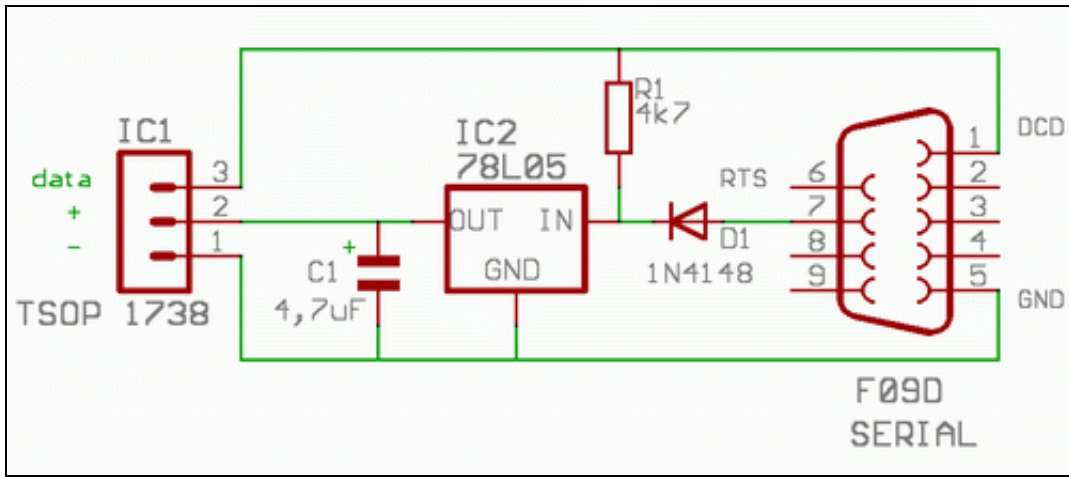 IC1
data
+
-
3
2
1
TSOP 1738
+
C1
4,7uF
IC2
78L05
OUT IN
GND
R1
4k7
D1
1N4148
RTS
6
7
8
9
1
2
3
4
5
DCD
GND
F09D
SERIAL